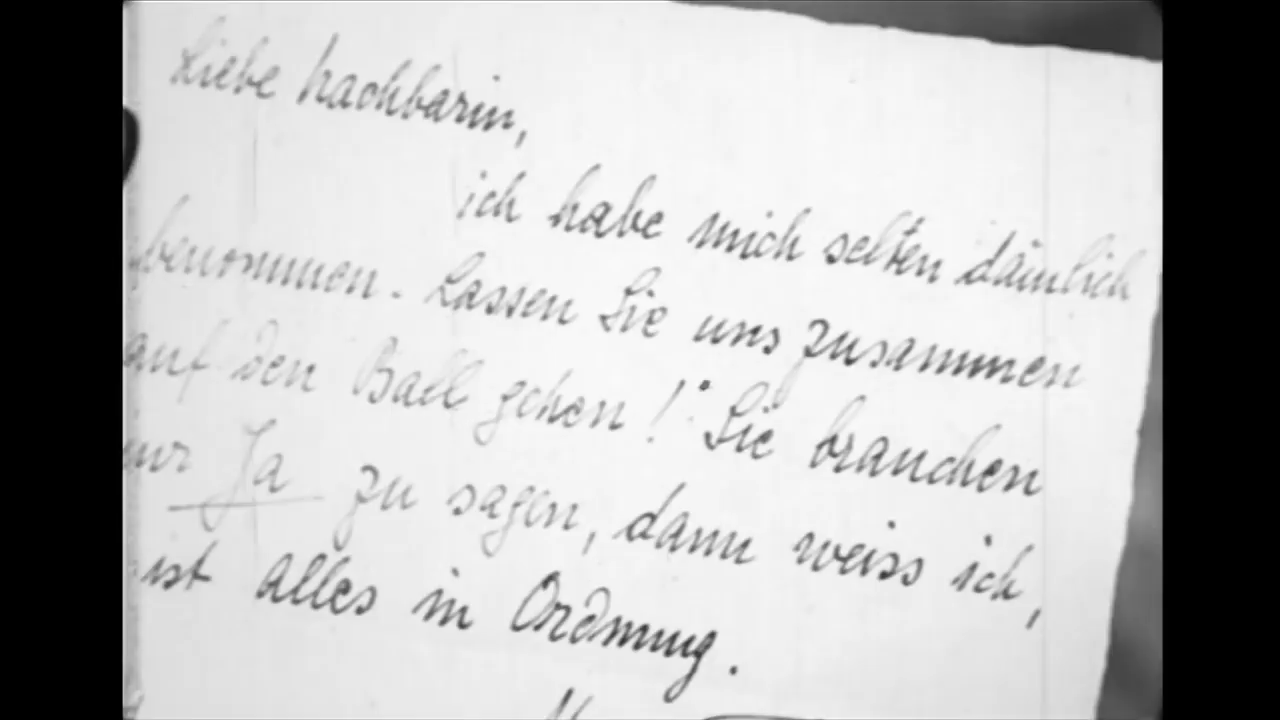 Liebe Nachbarin,
ich habe mich selten dämlich
benommen. Lassen Sie uns zusammen
auf den Ball gehen! Sie brauchen
nur Ja zu sagen, dann weiss ich,
ist alles in Ordnung.